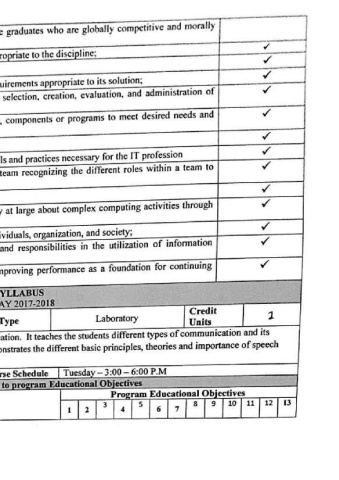 e graduates who are globally competitive and morally
ropriate to the discipline; ✓
✓
uirements appropriate to its solution; ✓
selection, creation, evaluation, and administration of ✓
, components or programs to meet desired needs and ✓
✓
ls and practices necessary for the IT profession ✓
team recognizing the different roles within a team to ✓
✓
y at large about complex computing activities through ✓
ividuals, organization, and society; ✓
and responsibilities in the utilization of information ✓
mproving performance as a foundation for continuing ✓
YLLABUS
AY 2017-2018
Type Laboratory Credit Units 1
ation. It teaches the students different types of communication and its
onstrates the different basic principles, theories and importance of speech
rse Schedule Tuesday – 3:00 – 6:00 P.M
to program Educational Objectives
Program Educational Objectives
1 2 3 4 5 6 7 8 9 10 11 12 13